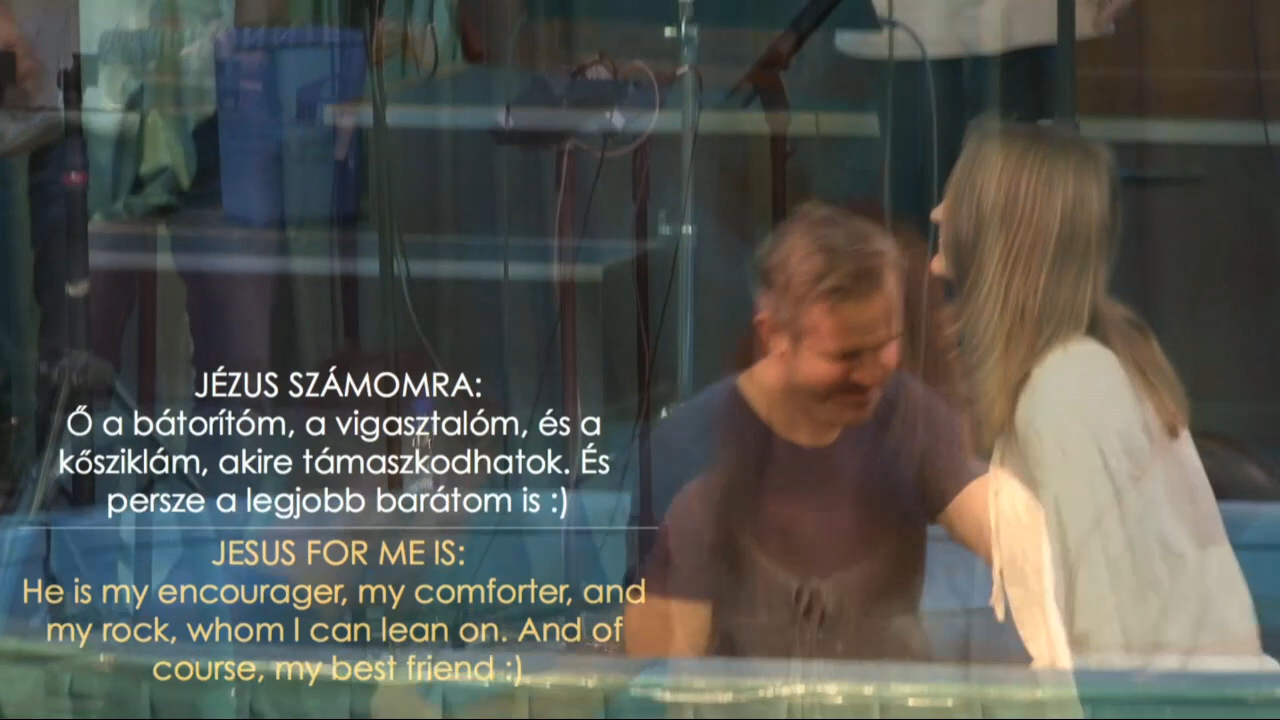 JÉZUS SZÁMOMRA:
Ő a bátorítóm, a vigasztalóm, és a
kősziklám, akire támaszkodhatok. És
persze a legjobb barátom is :)
JESUS FOR ME IS:
He is my encourager, my comforter, and
my rock, whom I can lean on. And of
course, my best friend :)